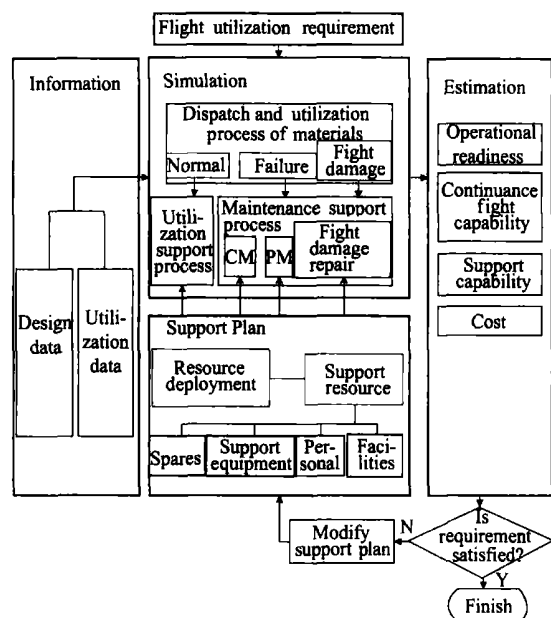 Flight utilization requirement
Information
Design
data
Utili-
zation
data
Simulation
Dispatch and utilization
process of materials
Normal
Failure
Fight
damage
Utili-
zation
support
process
Maintenance support
process
CM
PM
Fight
damage
repair
Support Plan
Resource
deployment
Support
resource
Spares
Support
equipment
Per-
sonal
Faci-
lities
Estimation
Operational
readiness
Continuance
fight
capability
Support
capability
Cost
Is
requirement
satisfied?
N
Modify
support plan
Y
Finish